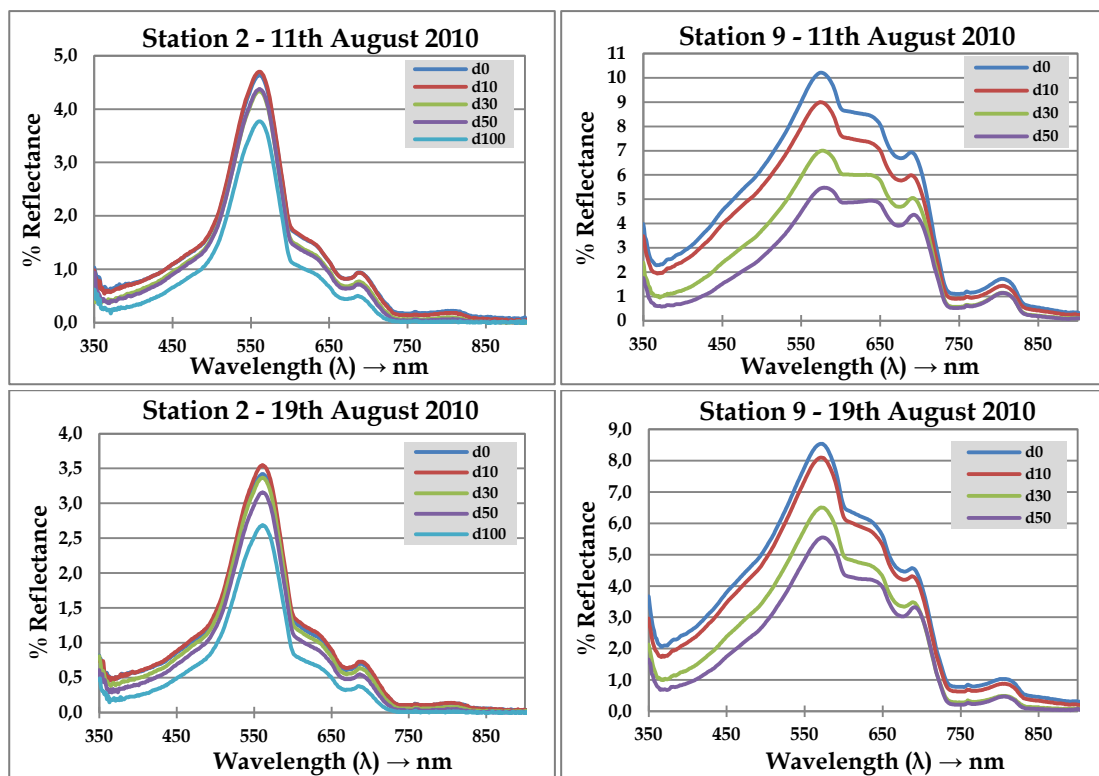 Station 2 - 11th August 2010
% Reflectance
5,0
4,0
3,0
2,0
1,0
0,0
d0
d10
d30
d50
d100
350 450 550 650 750 850
Wavelength (λ) → nm
Station 9 - 11th August 2010
% Reflectance
11
10
9
8
7
6
5
4
3
2
1
0
d0
d10
d30
d50
350 450 550 650 750 850
Wavelength (λ) → nm
Station 2 - 19th August 2010
% Reflectance
4,0
3,5
3,0
2,5
2,0
1,5
1,0
0,5
0,0
d0
d10
d30
d50
d100
350 450 550 650 750 850
Wavelength (λ) → nm
Station 9 - 19th August 2010
% Reflectance
9,0
8,0
7,0
6,0
5,0
4,0
3,0
2,0
1,0
0,0
d0
d10
d30
d50
350 450 550 650 750 850
Wavelength (λ) → nm